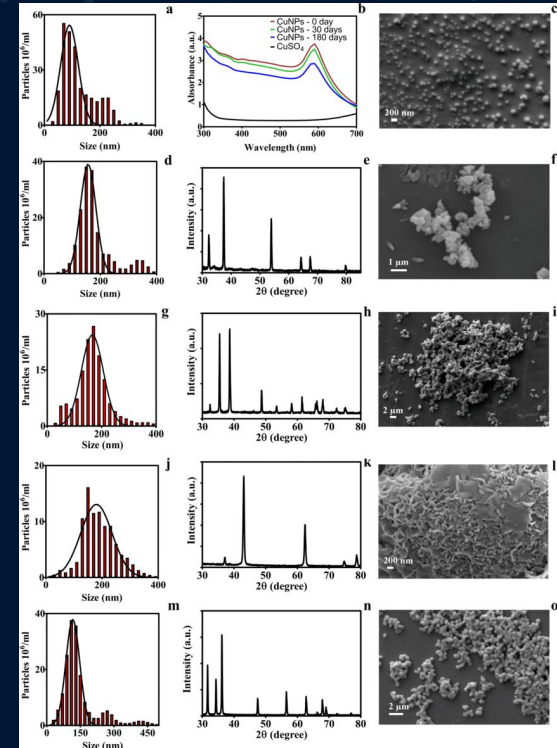 a
60
30
0
0 200 400
Particles 10⁶/ml
Size (nm)
b
5
4
3
2
1
0
300 400 500 600 700
Absorbance (a.u.)
Wavelength (nm)
CuNPs - 0 day
CuNPs - 30 days
CuNPs - 180 days
CuSO₄
c
200 nm
d
40
20
0
0 200 400
Particles 10⁶/ml
Size (nm)
e
30 40 50 60 70 80
Intensity (a.u.)
2θ (degree)
f
1 µm
g
30
15
0
0 200 400
Particles 10⁶/ml
Size (nm)
h
30 40 50 60 70 80
Intensity (a.u.)
2θ (degree)
i
2 µm
j
20
10
0
0 200 400
Particles 10⁶/ml
Size (nm)
k
30 40 50 60 70 80
Intensity (a.u.)
2θ (degree)
l
200 nm
m
40
20
0
0 150 300 450
Particles 10⁶/ml
Size (nm)
n
30 40 50 60 70 80
Intensity (a.u.)
2θ (degree)
o
2 µm